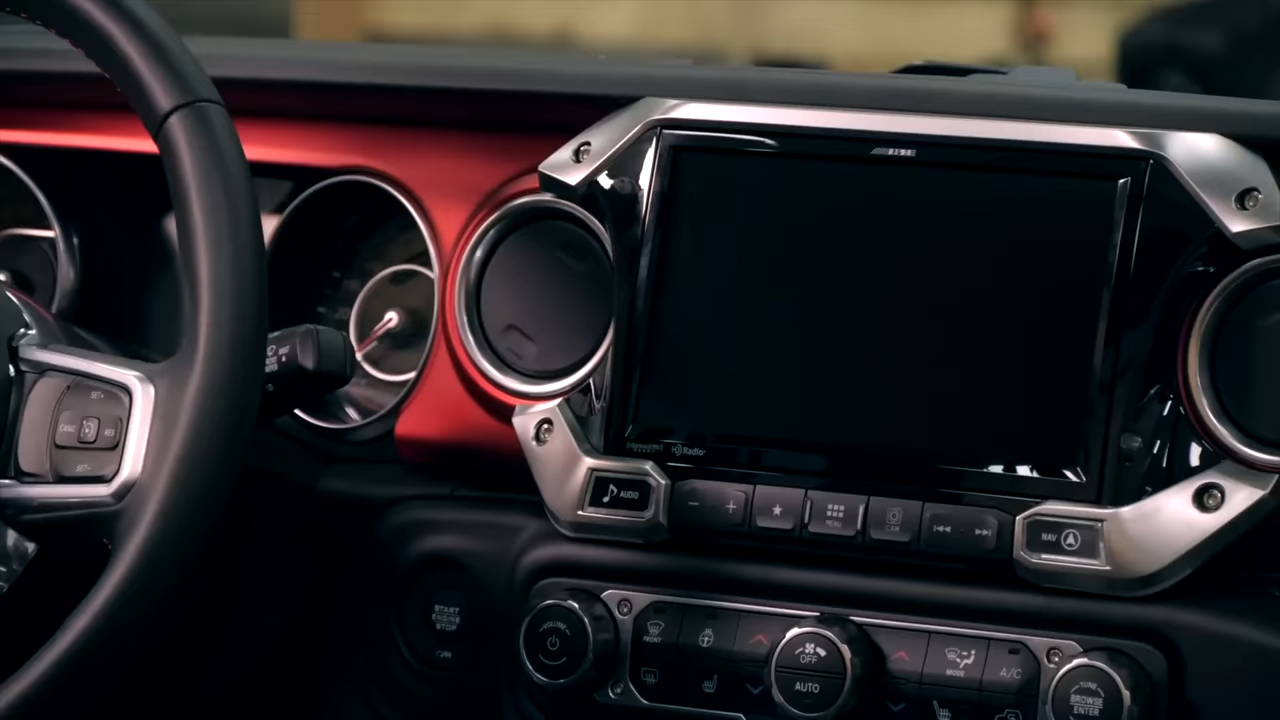 SET+
CANC
RES
SET-
HD Radio
AUDIO
MENU
CAM
NAV
START
ENGINE
STOP
VOLUME
FRONT
OFF
AUTO
MODE
A/C
TUNE
BROWSE
ENTER